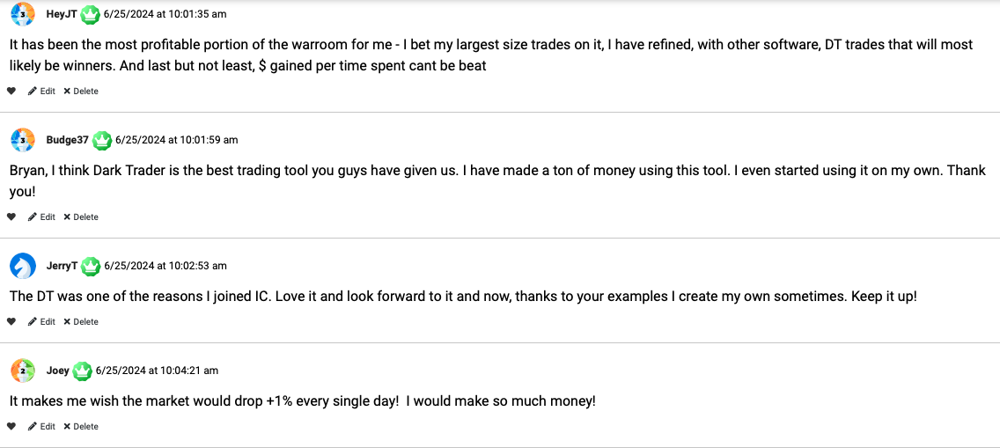 3 HeyJT 6/25/2024 at 10:01:35 am
It has been the most profitable portion of the warroom for me - I bet my largest size trades on it, I have refined, with other software, DT trades that will most
likely be winners. And last but not least, $ gained per time spent cant be beat
Edit Delete
3 Budge37 6/25/2024 at 10:01:59 am
Bryan, I think Dark Trader is the best trading tool you guys have given us. I have made a ton of money using this tool. I even started using it on my own. Thank
you!
Edit Delete
JerryT 6/25/2024 at 10:02:53 am
The DT was one of the reasons I joined IC. Love it and look forward to it and now, thanks to your examples I create my own sometimes. Keep it up!
Edit Delete
2 Joey 6/25/2024 at 10:04:21 am
It makes me wish the market would drop +1% every single day!  I would make so much money!
Edit Delete